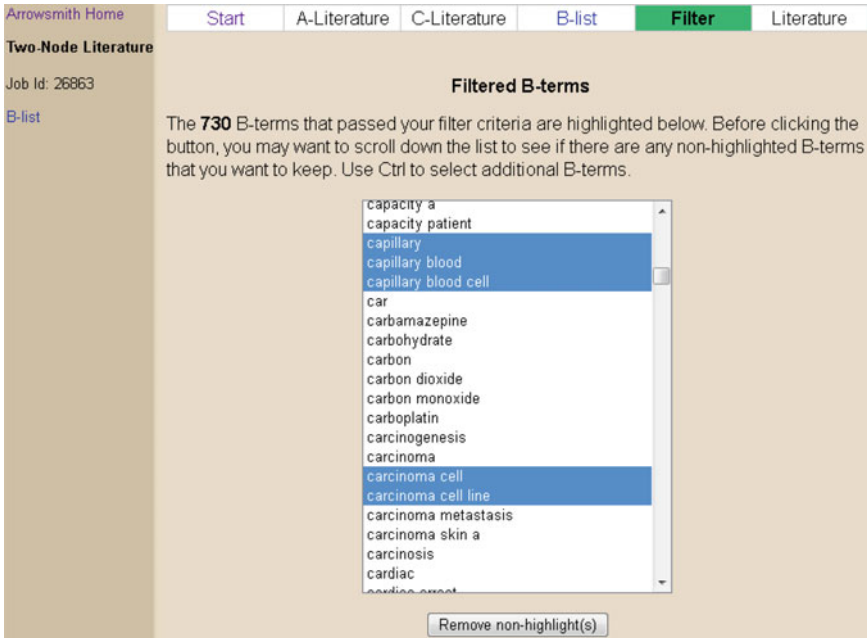 Arrowsmith Home
Two-Node Literature
Job Id: 26863
B-list
Start A-Literature C-Literature B-list Filter Literature
Filtered B-terms
The 730 B-terms that passed your filter criteria are highlighted below. Before clicking the
button, you may want to scroll down the list to see if there are any non-highlighted B-terms
that you want to keep. Use Ctrl to select additional B-terms.
capacity a
capacity patient
capillary
capillary blood
capillary blood cell
car
carbamazepine
carbohydrate
carbon
carbon dioxide
carbon monoxide
carboplatin
carcinogenesis
carcinoma
carcinoma cell
carcinoma cell line
carcinoma metastasis
carcinoma skin a
carcinosis
cardiac
cardiac arrest
Remove non-highlight(s)